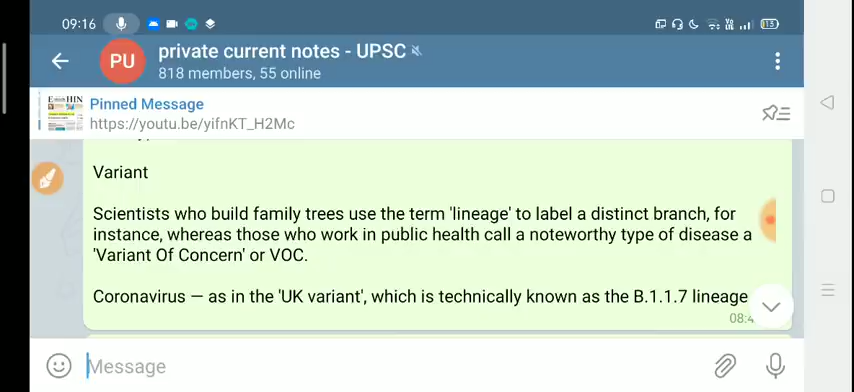 09:16
private current notes - UPSC
PU
818 members, 55 online
Pinned Message
https://youtu.be/yifnKT_H2Mc
Variant
Scientists who build family trees use the term 'lineage' to label a distinct branch, for
instance, whereas those who work in public health call a noteworthy type of disease a
'Variant Of Concern' or VOC.
Coronavirus — as in the 'UK variant', which is technically known as the B.1.1.7 lineage
Message